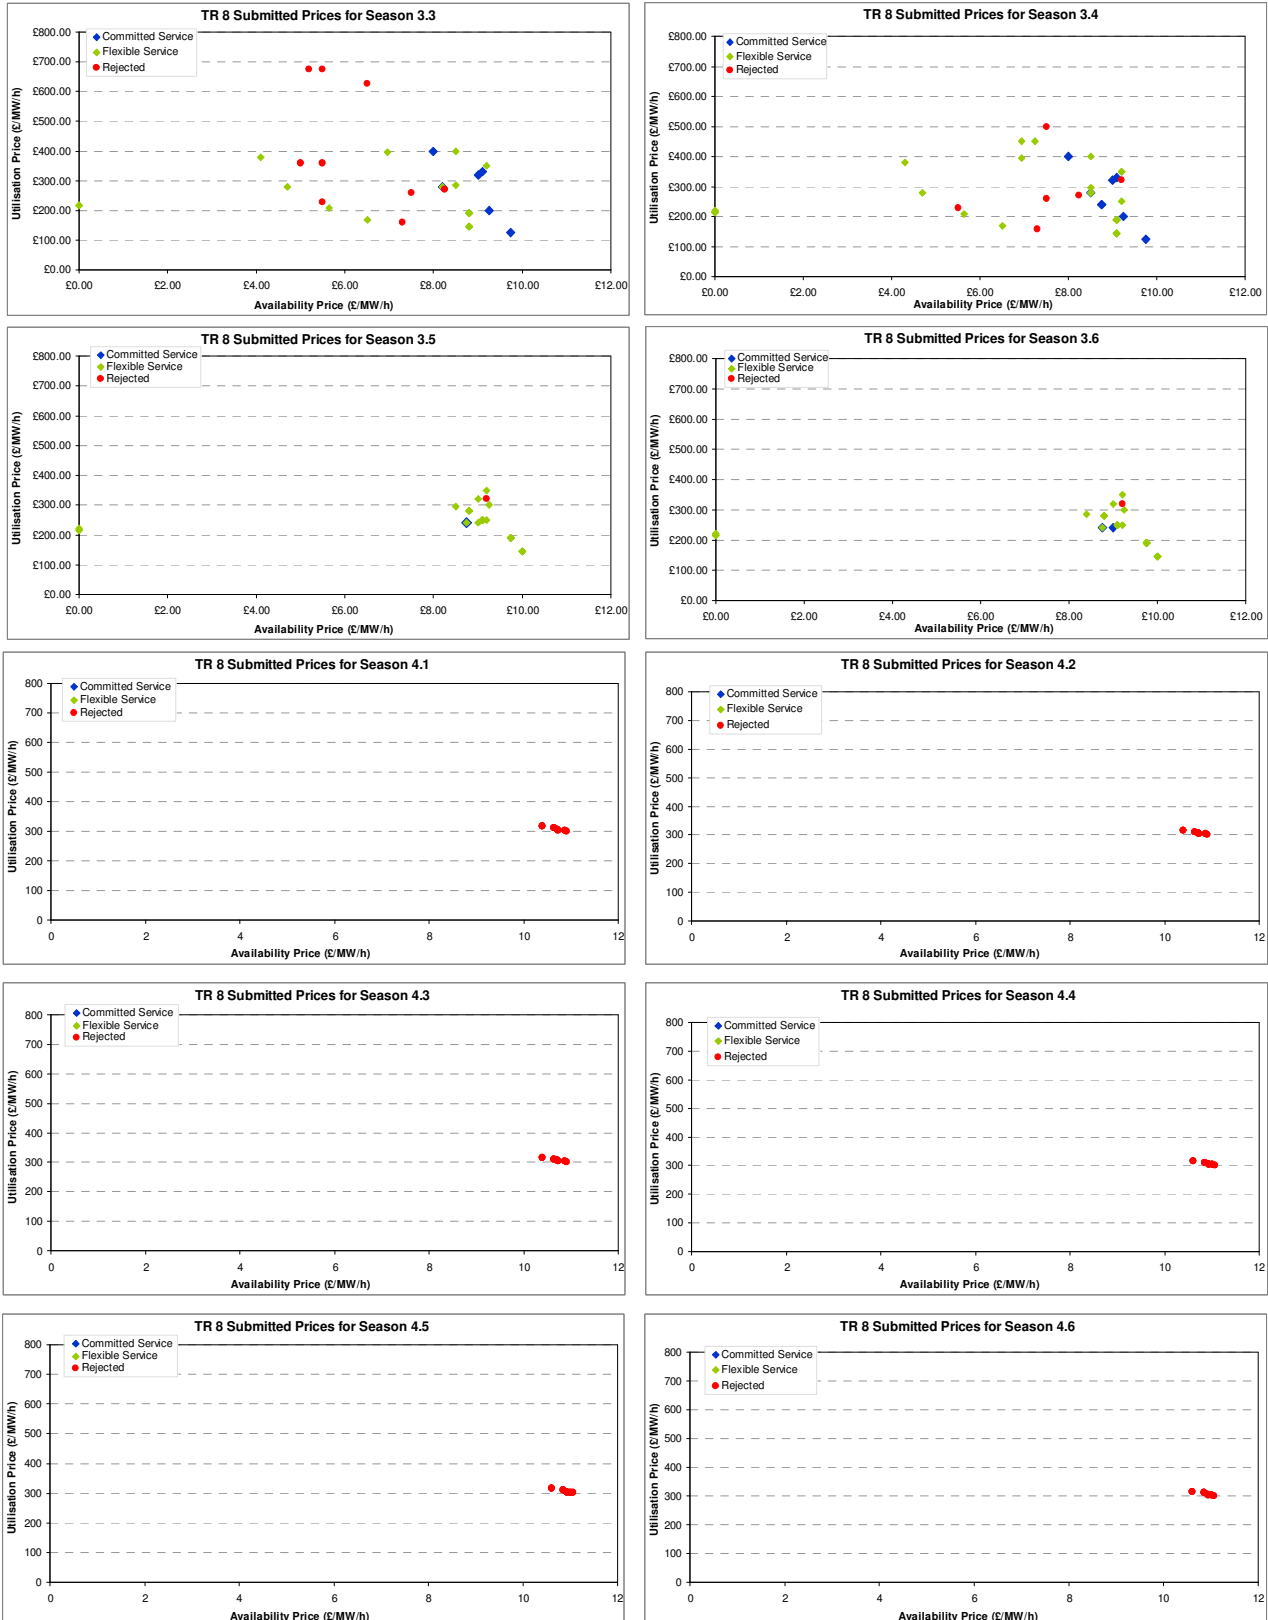 TR 8 Submitted Prices for Season 3.3
Committed Service
Flexible Service
Rejected
Utilisation Price (£/MW/h)
£800.00
£700.00
£600.00
£500.00
£400.00
£300.00
£200.00
£100.00
£0.00
£0.00 £2.00 £4.00 £6.00 £8.00 £10.00 £12.00
Availability Price (£/MW/h)
TR 8 Submitted Prices for Season 3.4
Committed Service
Flexible Service
Rejected
Utilisation Price (£/MW/h)
£800.00
£700.00
£600.00
£500.00
£400.00
£300.00
£200.00
£100.00
£0.00
£0.00 £2.00 £4.00 £6.00 £8.00 £10.00 £12.00
Availability Price (£/MW/h)
TR 8 Submitted Prices for Season 3.5
Committed Service
Flexible Service
Rejected
Utilisation Price (£/MW/h)
£800.00
£700.00
£600.00
£500.00
£400.00
£300.00
£200.00
£100.00
£0.00
£0.00 £2.00 £4.00 £6.00 £8.00 £10.00 £12.00
Availability Price (£/MW/h)
TR 8 Submitted Prices for Season 3.6
Committed Service
Flexible Service
Rejected
Utilisation Price (£/MW/h)
£800.00
£700.00
£600.00
£500.00
£400.00
£300.00
£200.00
£100.00
£0.00
£0.00 £2.00 £4.00 £6.00 £8.00 £10.00 £12.00
Availability Price (£/MW/h)
TR 8 Submitted Prices for Season 4.1
Committed Service
Flexible Service
Rejected
Utilisation Price (£/MW/h)
800
700
600
500
400
300
200
100
0
0 2 4 6 8 10 12
Availability Price (£/MW/h)
TR 8 Submitted Prices for Season 4.2
Committed Service
Flexible Service
Rejected
Utilisation Price (£/MW/h)
800
700
600
500
400
300
200
100
0
0 2 4 6 8 10 12
Availability Price (£/MW/h)
TR 8 Submitted Prices for Season 4.3
Committed Service
Flexible Service
Rejected
Utilisation Price (£/MW/h)
800
700
600
500
400
300
200
100
0
0 2 4 6 8 10 12
Availability Price (£/MW/h)
TR 8 Submitted Prices for Season 4.4
Committed Service
Flexible Service
Rejected
Utilisation Price (£/MW/h)
800
700
600
500
400
300
200
100
0
0 2 4 6 8 10 12
Availability Price (£/MW/h)
TR 8 Submitted Prices for Season 4.5
Committed Service
Flexible Service
Rejected
Utilisation Price (£/MW/h)
800
700
600
500
400
300
200
100
0
0 2 4 6 8 10 12
Availability Price (£/MW/h)
TR 8 Submitted Prices for Season 4.6
Committed Service
Flexible Service
Rejected
Utilisation Price (£/MW/h)
800
700
600
500
400
300
200
100
0
0 2 4 6 8 10 12
Availability Price (£/MW/h)